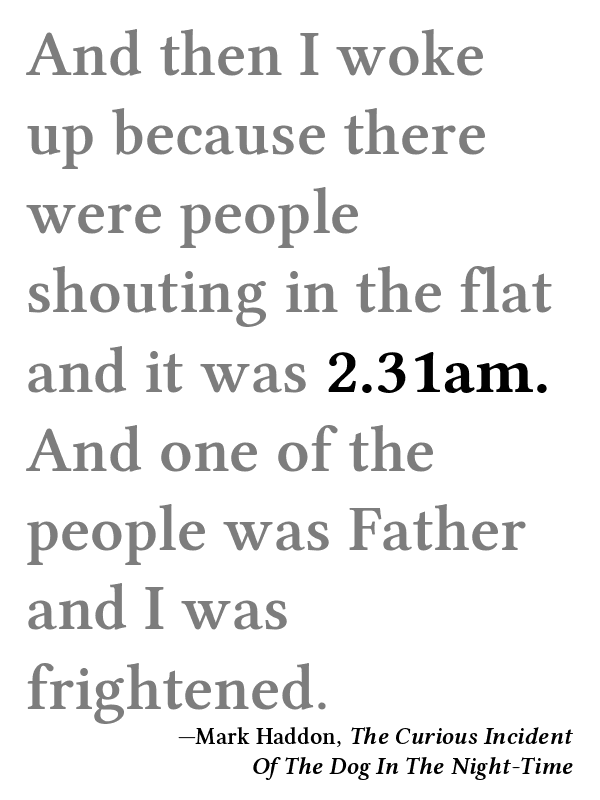 And then I woke
up because there
were people
shouting in the flat
and it was 2.31am.
And one of the
people was Father
and I was
frightened.
—Mark Haddon, The Curious Incident
Of The Dog In The Night-Time